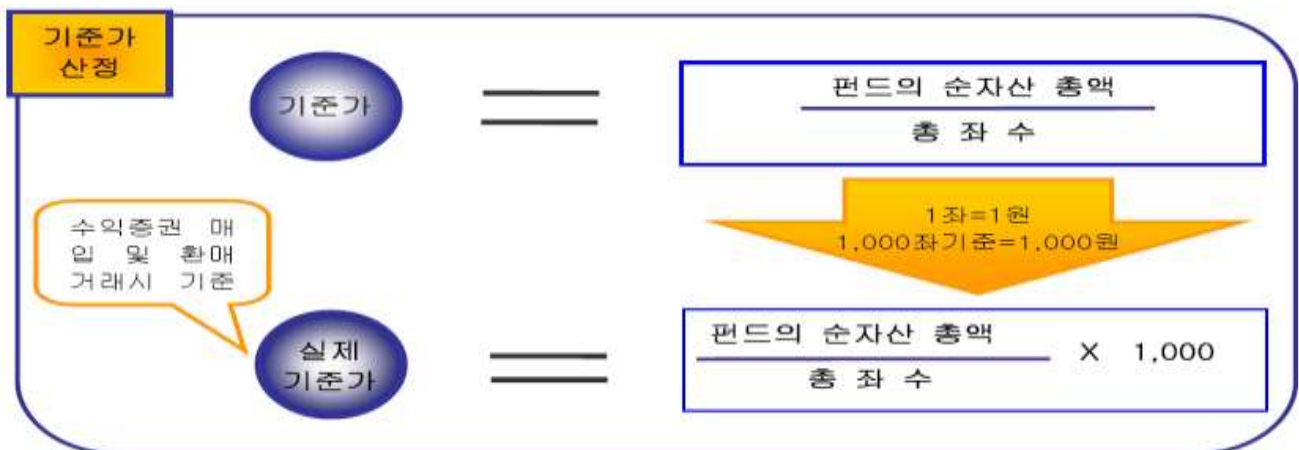 기준가
산정
기준가
펀드의 순자산 총액
총 좌 수
수익증권 매
입 및 환매
거래시 기준
1좌=1원
1,000좌기준=1,000원
실제
기준가
펀드의 순자산 총액
총 좌 수
X 1,000